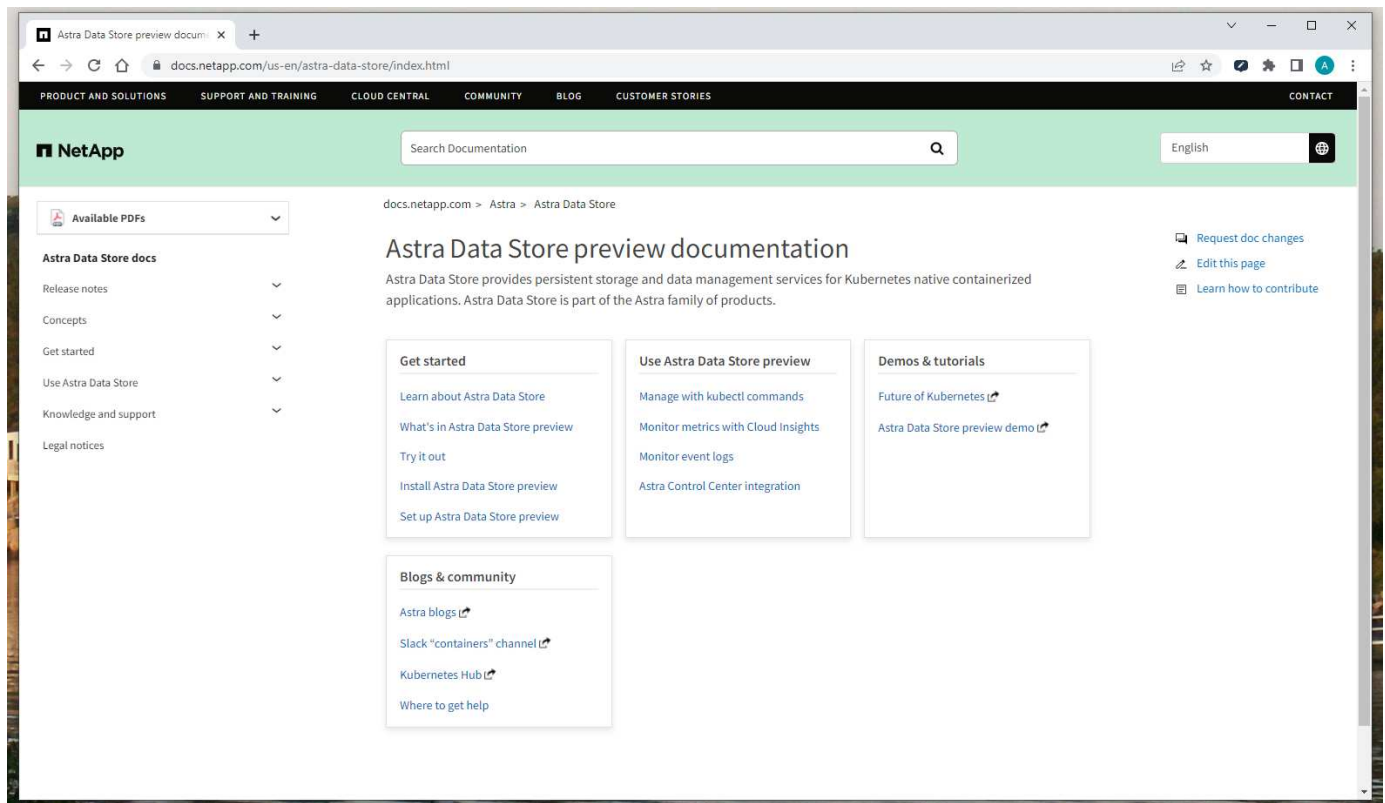 Astra Data Store preview docum
docs.netapp.com/us-en/astra-data-store/index.html
A
PRODUCT AND SOLUTIONS SUPPORT AND TRAINING CLOUD CENTRAL COMMUNITY BLOG CUSTOMER STORIES CONTACT
NetApp
Search Documentation
English
Available PDFs
Astra Data Store docs
Release notes
Concepts
Get started
Use Astra Data Store
Knowledge and support
Legal notices
docs.netapp.com > Astra > Astra Data Store
Astra Data Store preview documentation
Astra Data Store provides persistent storage and data management services for Kubernetes native containerized
applications. Astra Data Store is part of the Astra family of products.
Request doc changes
Edit this page
Learn how to contribute
Get started
Learn about Astra Data Store
What's in Astra Data Store preview
Try it out
Install Astra Data Store preview
Set up Astra Data Store preview
Use Astra Data Store preview
Manage with kubectl commands
Monitor metrics with Cloud Insights
Monitor event logs
Astra Control Center integration
Demos & tutorials
Future of Kubernetes
Astra Data Store preview demo
Blogs & community
Astra blogs
Slack “containers” channel
Kubernetes Hub
Where to get help